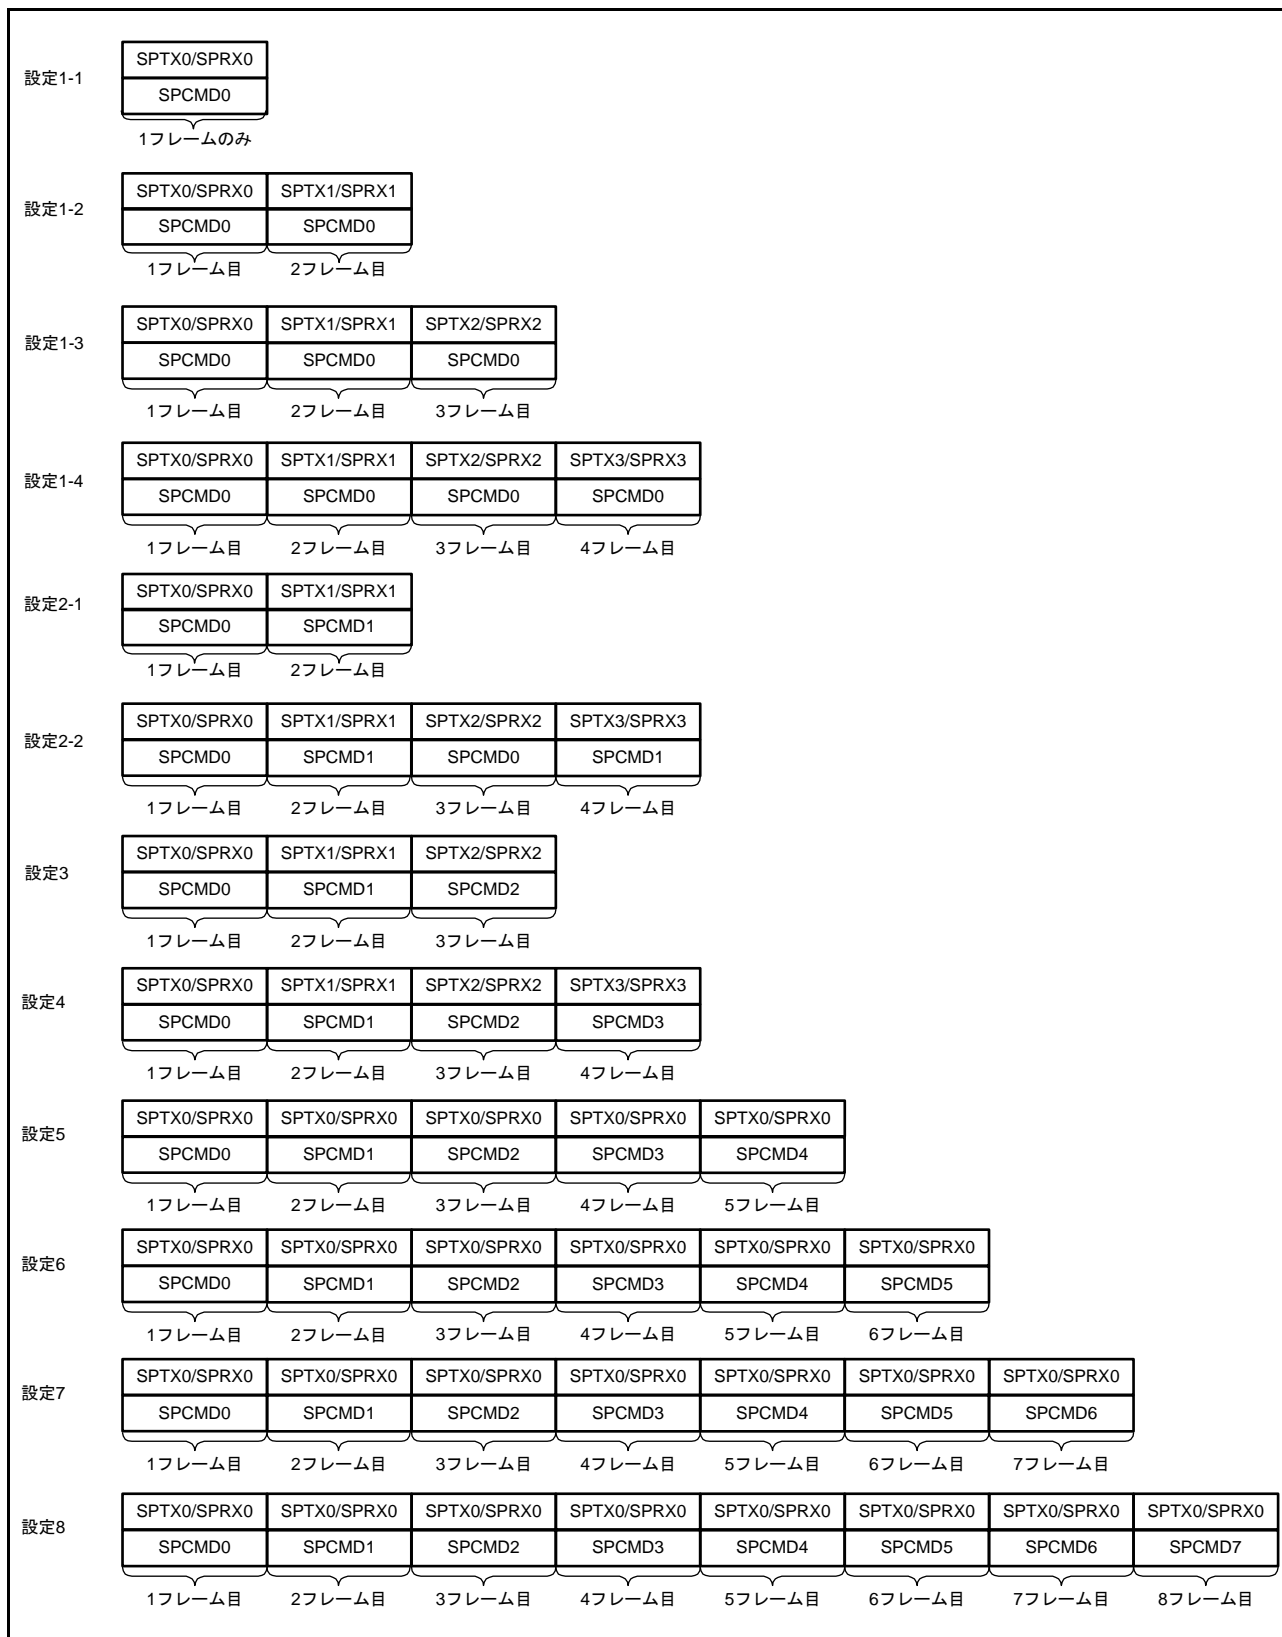 設定1-1
SPTX0/SPRX0
SPCMD0
1フレームのみ
設定1-2
SPTX0/SPRX0 SPTX1/SPRX1
SPCMD0 SPCMD0
1フレーム目 2フレーム目
設定1-3
SPTX0/SPRX0 SPTX1/SPRX1 SPTX2/SPRX2
SPCMD0 SPCMD0 SPCMD0
1フレーム目 2フレーム目 3フレーム目
設定1-4
SPTX0/SPRX0 SPTX1/SPRX1 SPTX2/SPRX2 SPTX3/SPRX3
SPCMD0 SPCMD0 SPCMD0 SPCMD0
1フレーム目 2フレーム目 3フレーム目 4フレーム目
設定2-1
SPTX0/SPRX0 SPTX1/SPRX1
SPCMD0 SPCMD1
1フレーム目 2フレーム目
設定2-2
SPTX0/SPRX0 SPTX1/SPRX1 SPTX2/SPRX2 SPTX3/SPRX3
SPCMD0 SPCMD1 SPCMD0 SPCMD1
1フレーム目 2フレーム目 3フレーム目 4フレーム目
設定3
SPTX0/SPRX0 SPTX1/SPRX1 SPTX2/SPRX2
SPCMD0 SPCMD1 SPCMD2
1フレーム目 2フレーム目 3フレーム目
設定4
SPTX0/SPRX0 SPTX1/SPRX1 SPTX2/SPRX2 SPTX3/SPRX3
SPCMD0 SPCMD1 SPCMD2 SPCMD3
1フレーム目 2フレーム目 3フレーム目 4フレーム目
設定5
SPTX0/SPRX0 SPTX0/SPRX0 SPTX0/SPRX0 SPTX0/SPRX0 SPTX0/SPRX0
SPCMD0 SPCMD1 SPCMD2 SPCMD3 SPCMD4
1フレーム目 2フレーム目 3フレーム目 4フレーム目 5フレーム目
設定6
SPTX0/SPRX0 SPTX0/SPRX0 SPTX0/SPRX0 SPTX0/SPRX0 SPTX0/SPRX0 SPTX0/SPRX0
SPCMD0 SPCMD1 SPCMD2 SPCMD3 SPCMD4 SPCMD5
1フレーム目 2フレーム目 3フレーム目 4フレーム目 5フレーム目 6フレーム目
設定7
SPTX0/SPRX0 SPTX0/SPRX0 SPTX0/SPRX0 SPTX0/SPRX0 SPTX0/SPRX0 SPTX0/SPRX0 SPTX0/SPRX0
SPCMD0 SPCMD1 SPCMD2 SPCMD3 SPCMD4 SPCMD5 SPCMD6
1フレーム目 2フレーム目 3フレーム目 4フレーム目 5フレーム目 6フレーム目 7フレーム目
設定8
SPTX0/SPRX0 SPTX0/SPRX0 SPTX0/SPRX0 SPTX0/SPRX0 SPTX0/SPRX0 SPTX0/SPRX0 SPTX0/SPRX0 SPTX0/SPRX0
SPCMD0 SPCMD1 SPCMD2 SPCMD3 SPCMD4 SPCMD5 SPCMD6 SPCMD7
1フレーム目 2フレーム目 3フレーム目 4フレーム目 5フレーム目 6フレーム目 7フレーム目 8フレーム目